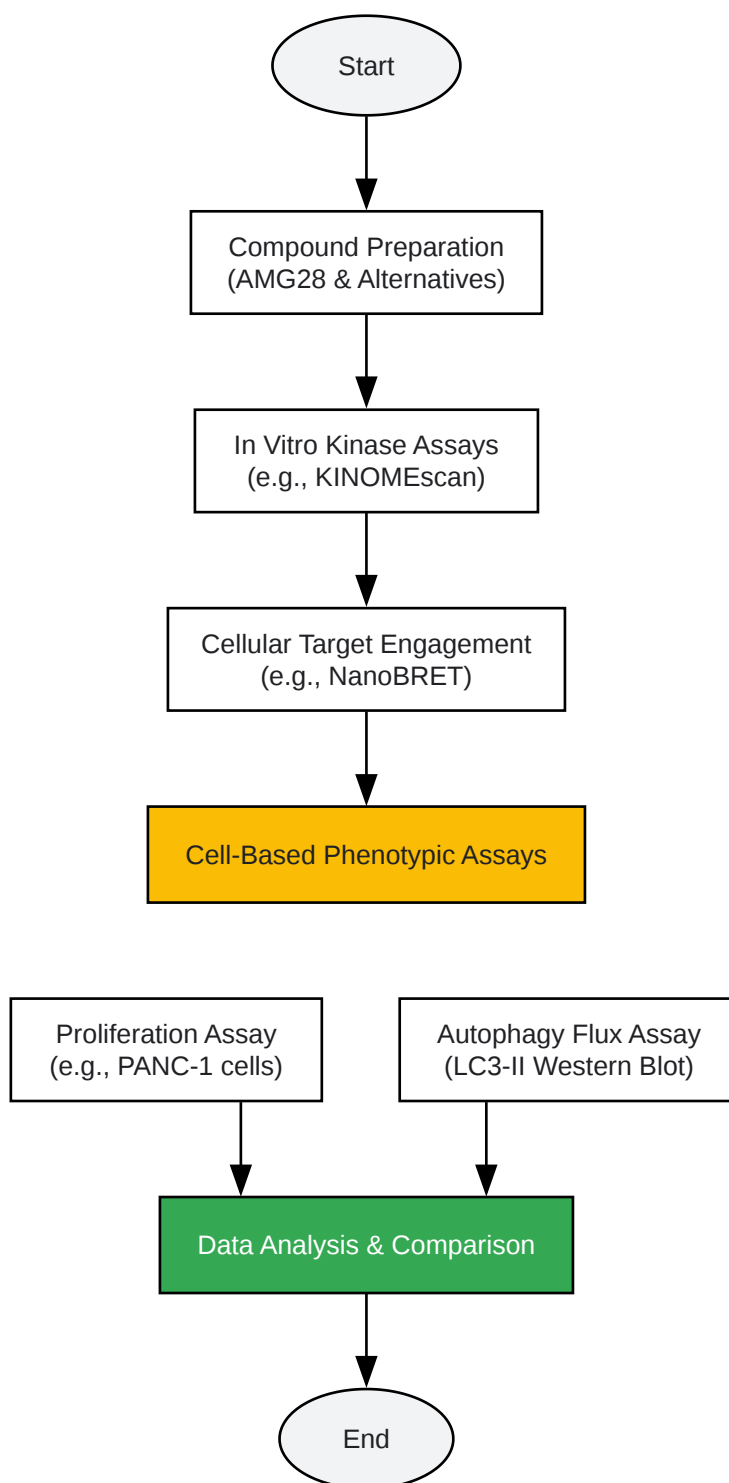 Start
Compound Preparation
(AMG28 & Alternatives)
In Vitro Kinase Assays
(e.g., KINOMEscan)
Cellular Target Engagement
(e.g., NanoBRET)
Cell-Based Phenotypic Assays
Proliferation Assay
(e.g., PANC-1 cells)
Autophagy Flux Assay
(LC3-II Western Blot)
Data Analysis & Comparison
End